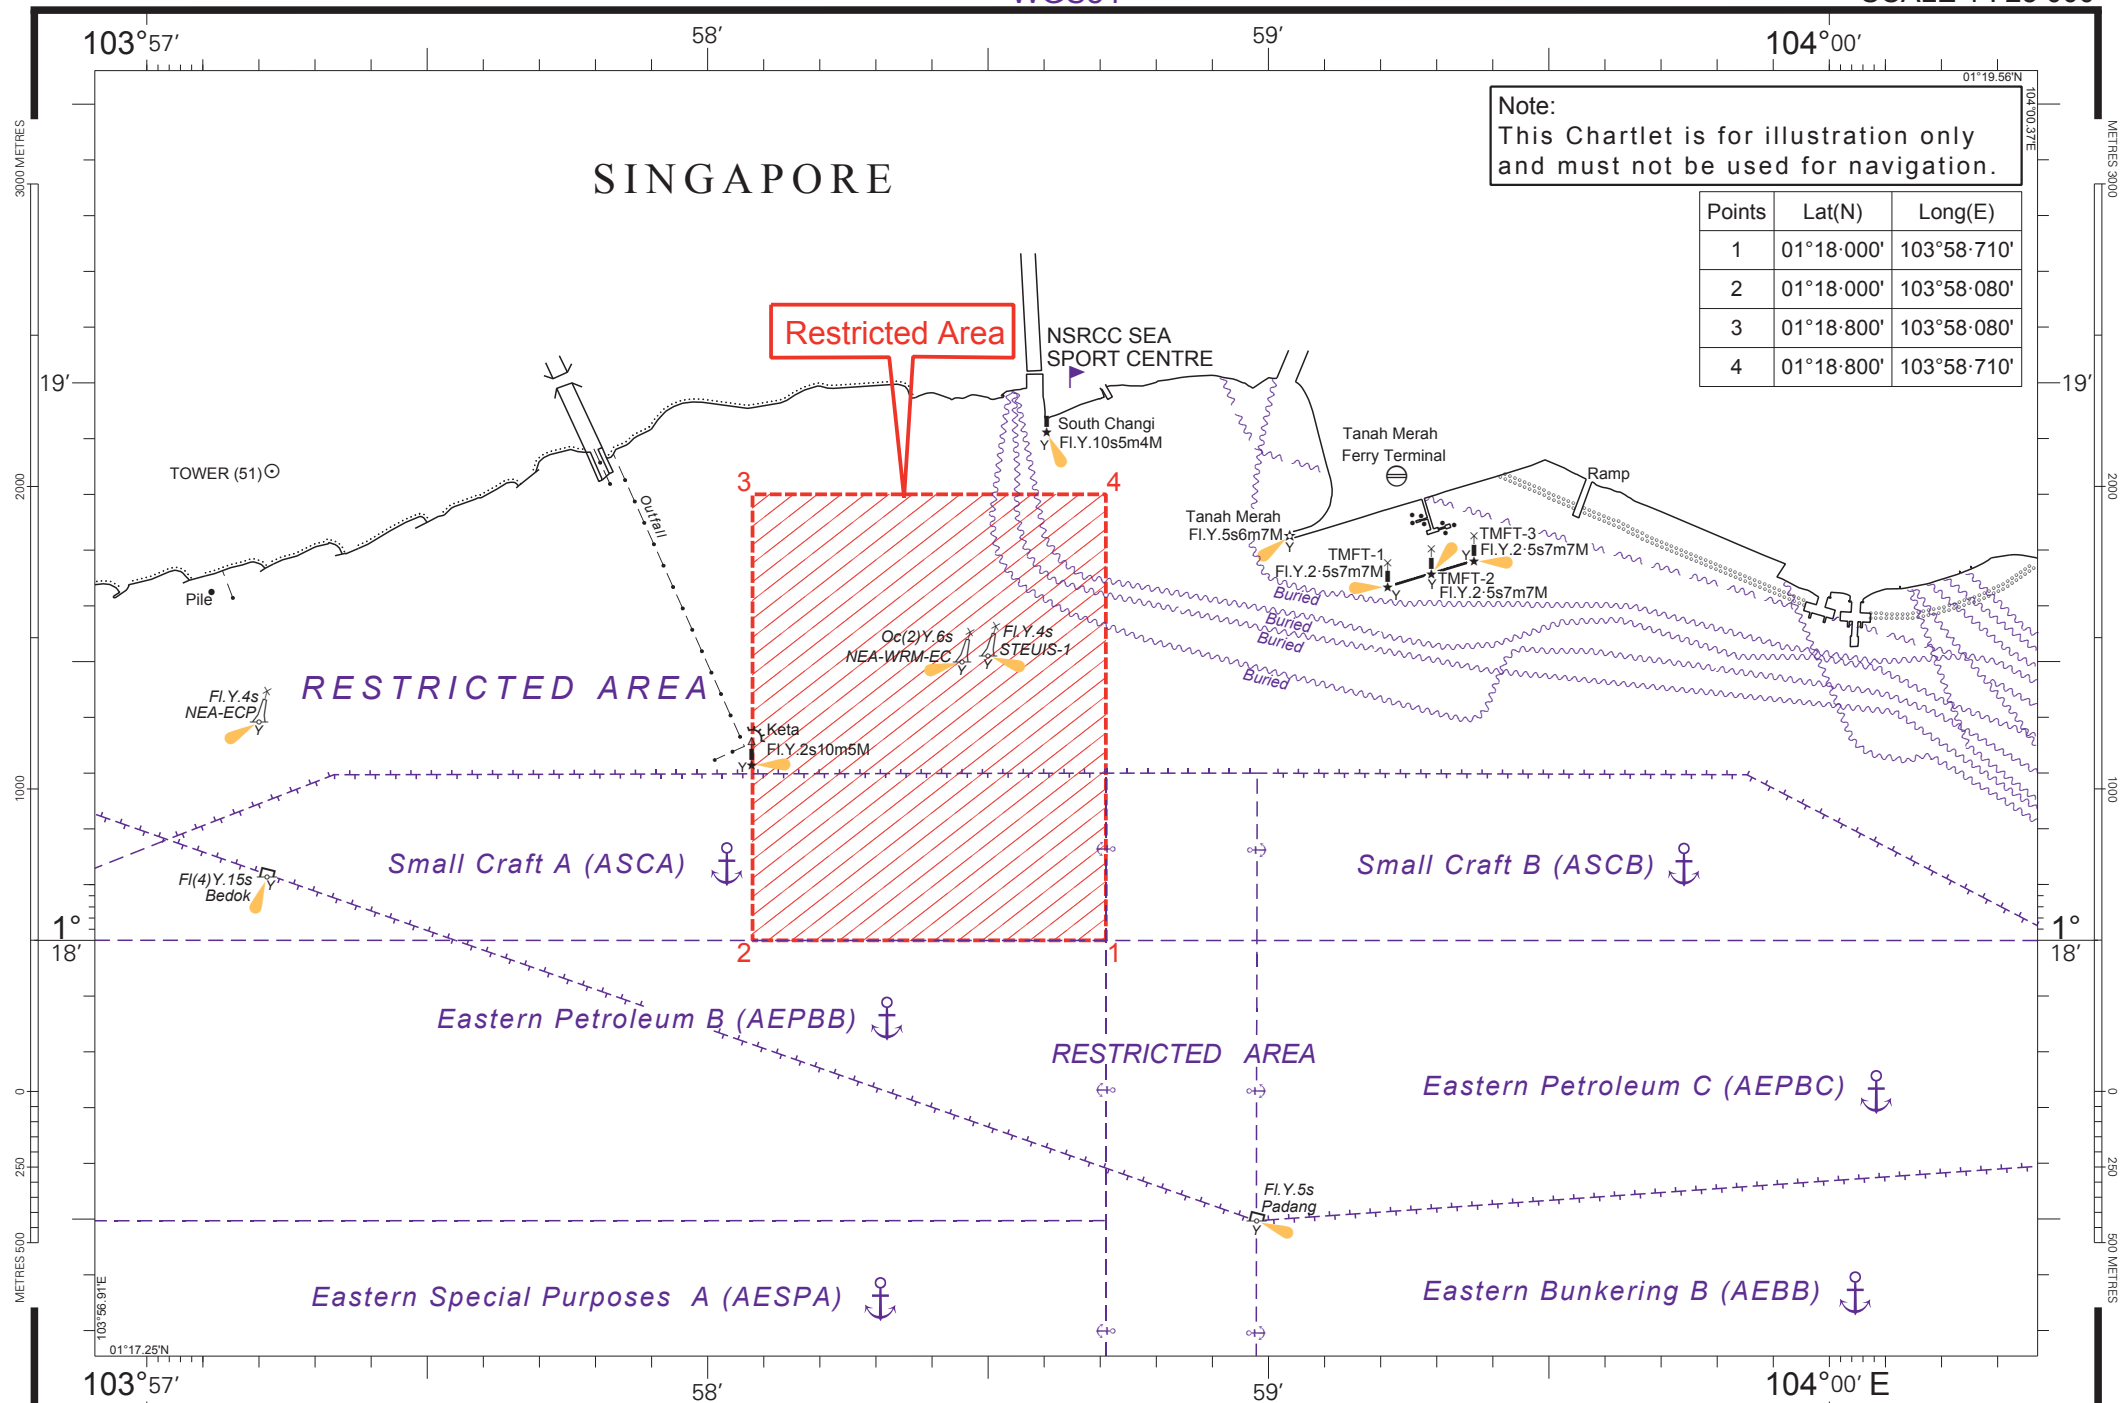 103°57′
58′
59′
104°00′
01°19.56'N
104°00.37'E
Note:
This Chartlet is for illustration only
and must not be used for navigation.
SINGAPORE
Points Lat(N) Long(E)
1 01°18·000' 103°58·710'
2 01°18·000' 103°58·080'
3 01°18·800' 103°58·080'
4 01°18·800' 103°58·710'
3000 METRES
METRES 3000
Restricted Area
NSRCC SEA
SPORT CENTRE
19′
19′
South Changi
Fl.Y.10s5m4M
Y
Tanah Merah
Ferry Terminal
Ramp
TOWER (51)
2000
2000
3
4
Outfall
Tanah Merah
Fl.Y.5s6m7M
Y
TMFT-3
Fl.Y.2·5s7m7M
Y
TMFT-1
Fl.Y.2·5s7m7M
Y
TMFT-2
Fl.Y.2·5s7m7M
Y
Pile
Buried
Buried
Buried
Buried
Oc(2)Y.6s
NEA-WRM-EC
Y
Fl.Y.4s
STEUIS-1
Y
RESTRICTED AREA
Fl.Y.4s
NEA-ECP
Y
Keta
Fl.Y.2s10m5M
Y
1000
1000
Small Craft A (ASCA)
Small Craft B (ASCB)
Fl(4)Y.15s
Bedok
Y
1°
18′
1°
18′
2
1
Eastern Petroleum B (AEPBB)
RESTRICTED AREA
Eastern Petroleum C (AEPBC)
0
0
250
250
Fl.Y.5s
Padang
Y
METRES 500
500 METRES
Eastern Special Purposes A (AESPA)
Eastern Bunkering B (AEBB)
103°56.91'E
01°17.25'N
103°57′
58′
59′
104°00′ E